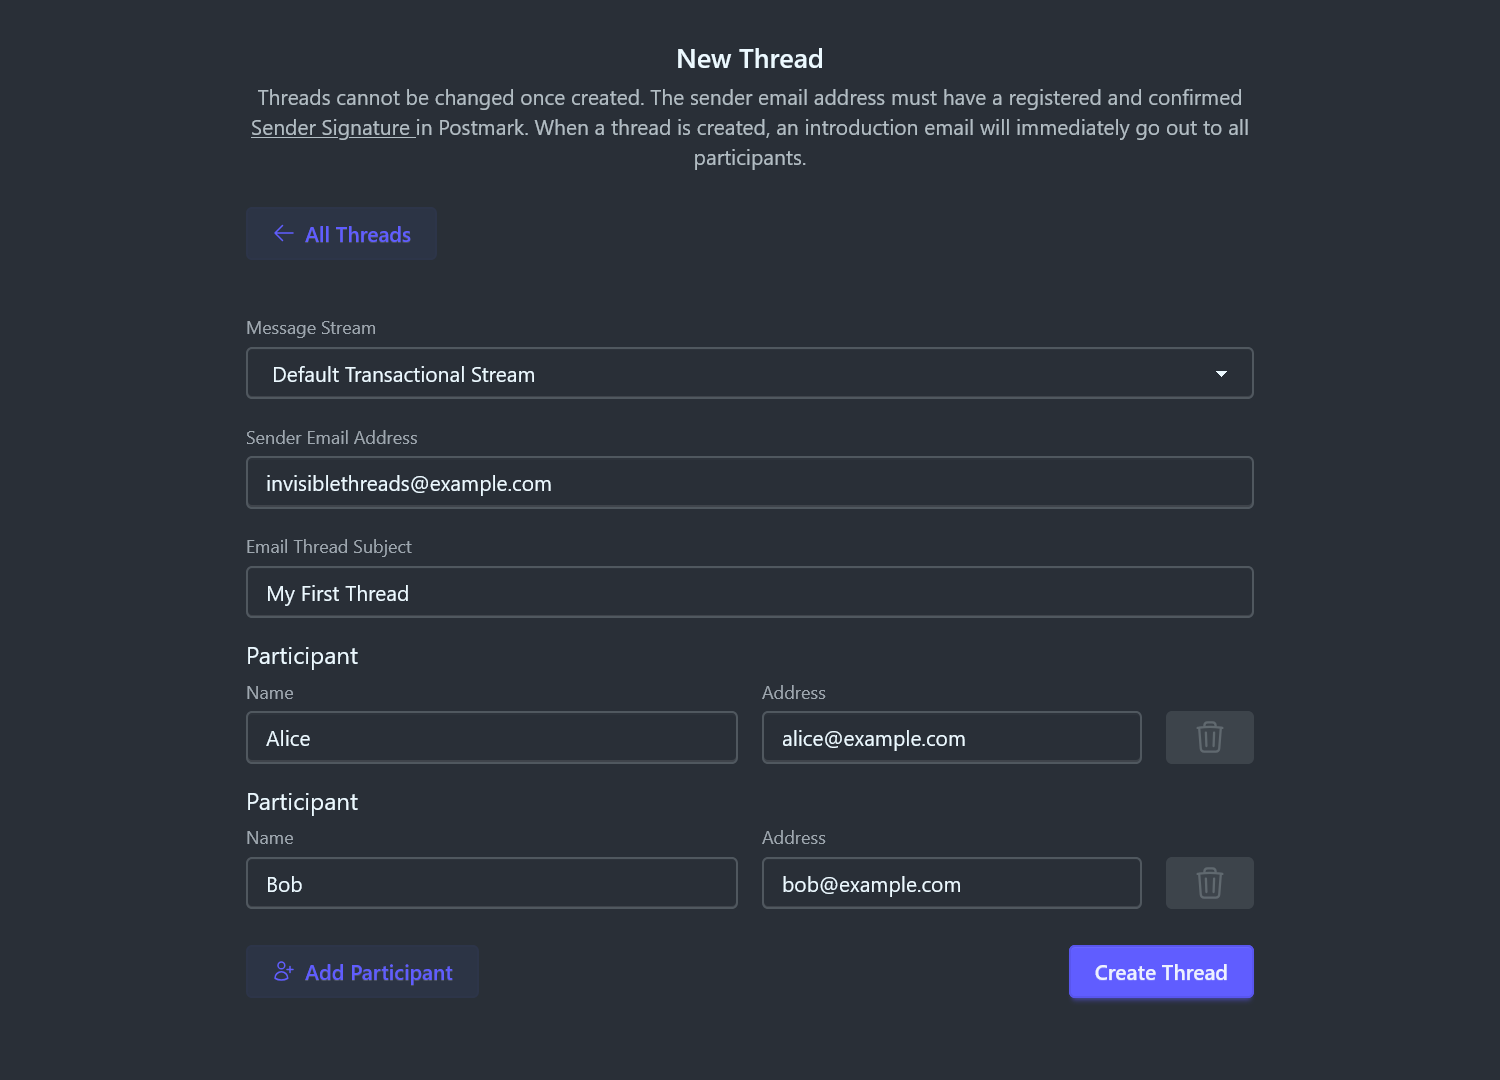 New Thread
Threads cannot be changed once created. The sender email address must have a registered and confirmed
Sender Signature in Postmark. When a thread is created, an introduction email will immediately go out to all
participants.
All Threads
Message Stream
Default Transactional Stream
Sender Email Address
invisiblethreads@example.com
Email Thread Subject
My First Thread
Participant
Name Address
Alice alice@example.com
Participant
Name Address
Bob bob@example.com
Add Participant Create Thread